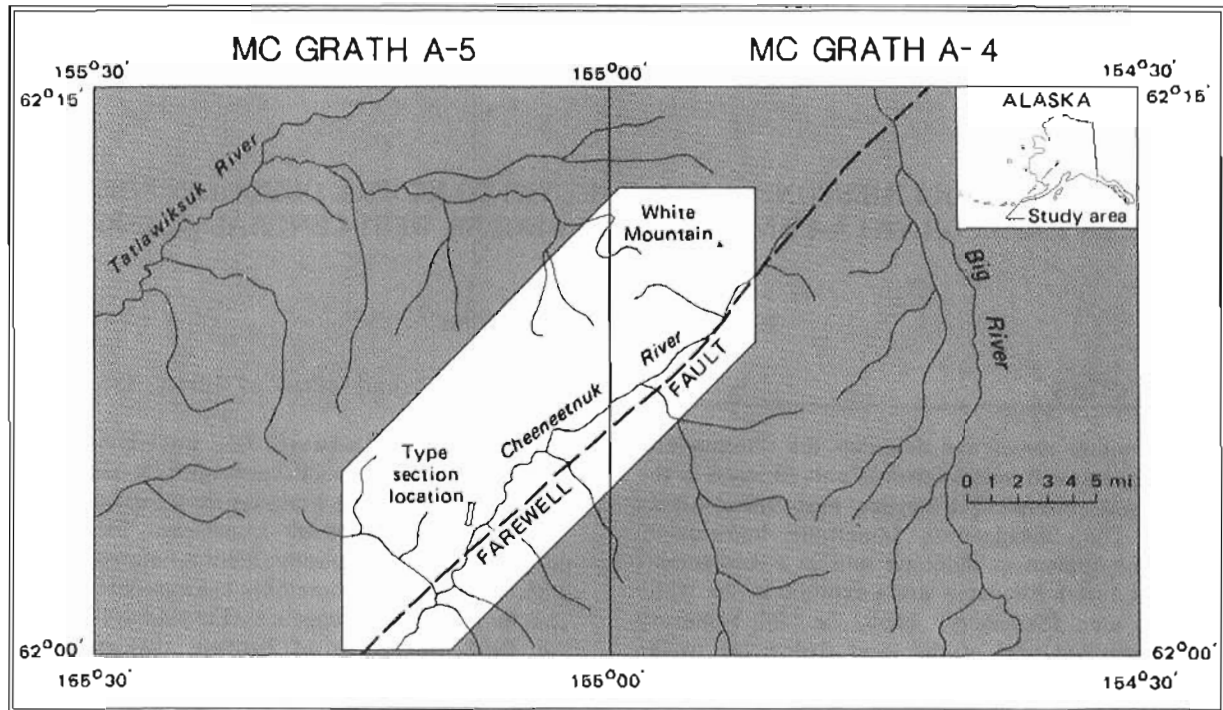 MC GRATH A-5
MC GRATH A-4
155°30'
155°00'
154°30'
62°15'
62°15'
ALASKA
Study area
Tatlawiksuk River
White
Mountain
Big
River
Cheeneetnuk River
FAREWELL FAULT
Type
section
location
0 1 2 3 4 5 mi
62°00'
62°00'
155°30'
155°00'
154°30'